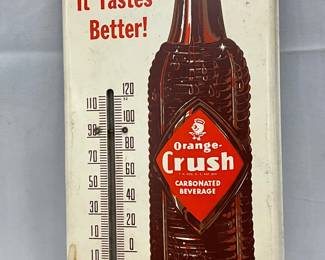 It Tastes
Better!
120
110
100
90
80
70
60
50
40
30
20
10
0
Orange-
Crush
CARBONATED
BEVERAGE